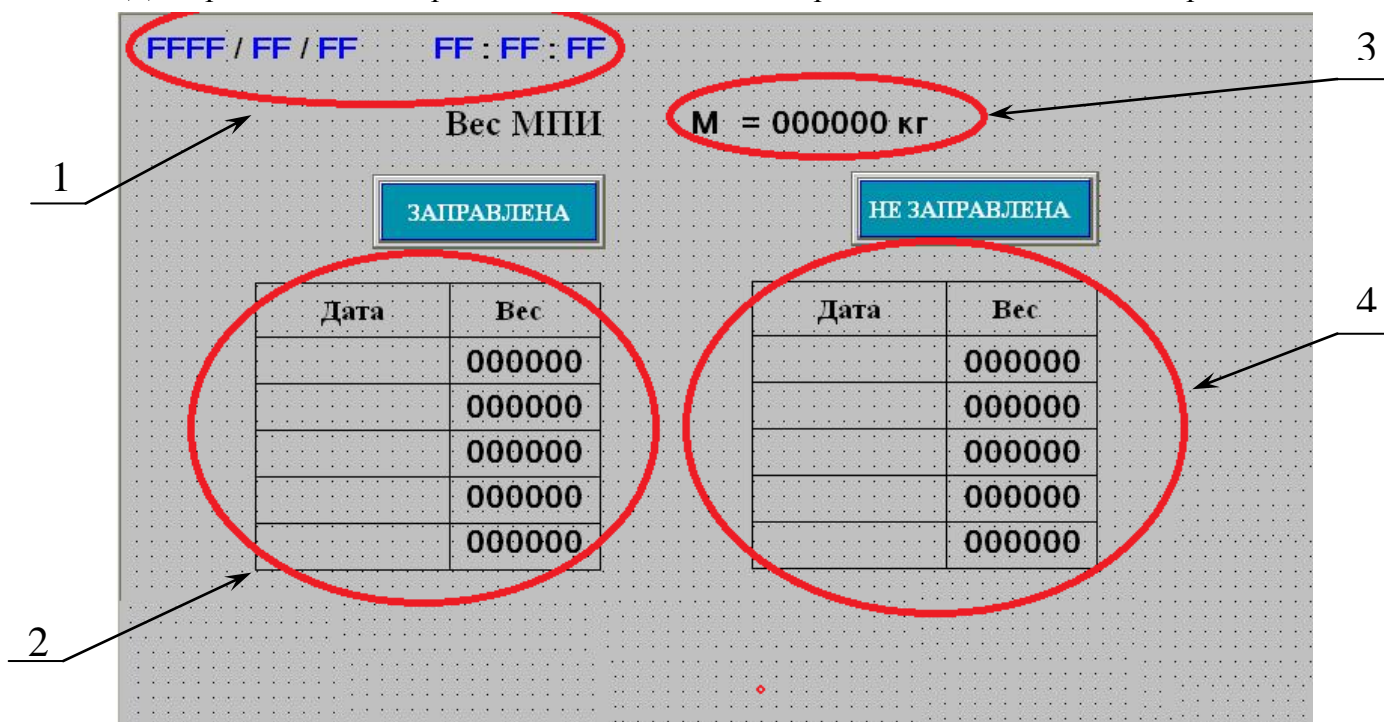 FFFF / FF / FF FF : FF : FF
3
Вес МПИ М = 000000 кг
1
ЗАПРАВЛЕНА НЕ ЗАПРАВЛЕНА
Дата Вес Дата Вес
4
000000 000000
000000 000000
000000 000000
000000 000000
000000 000000
2